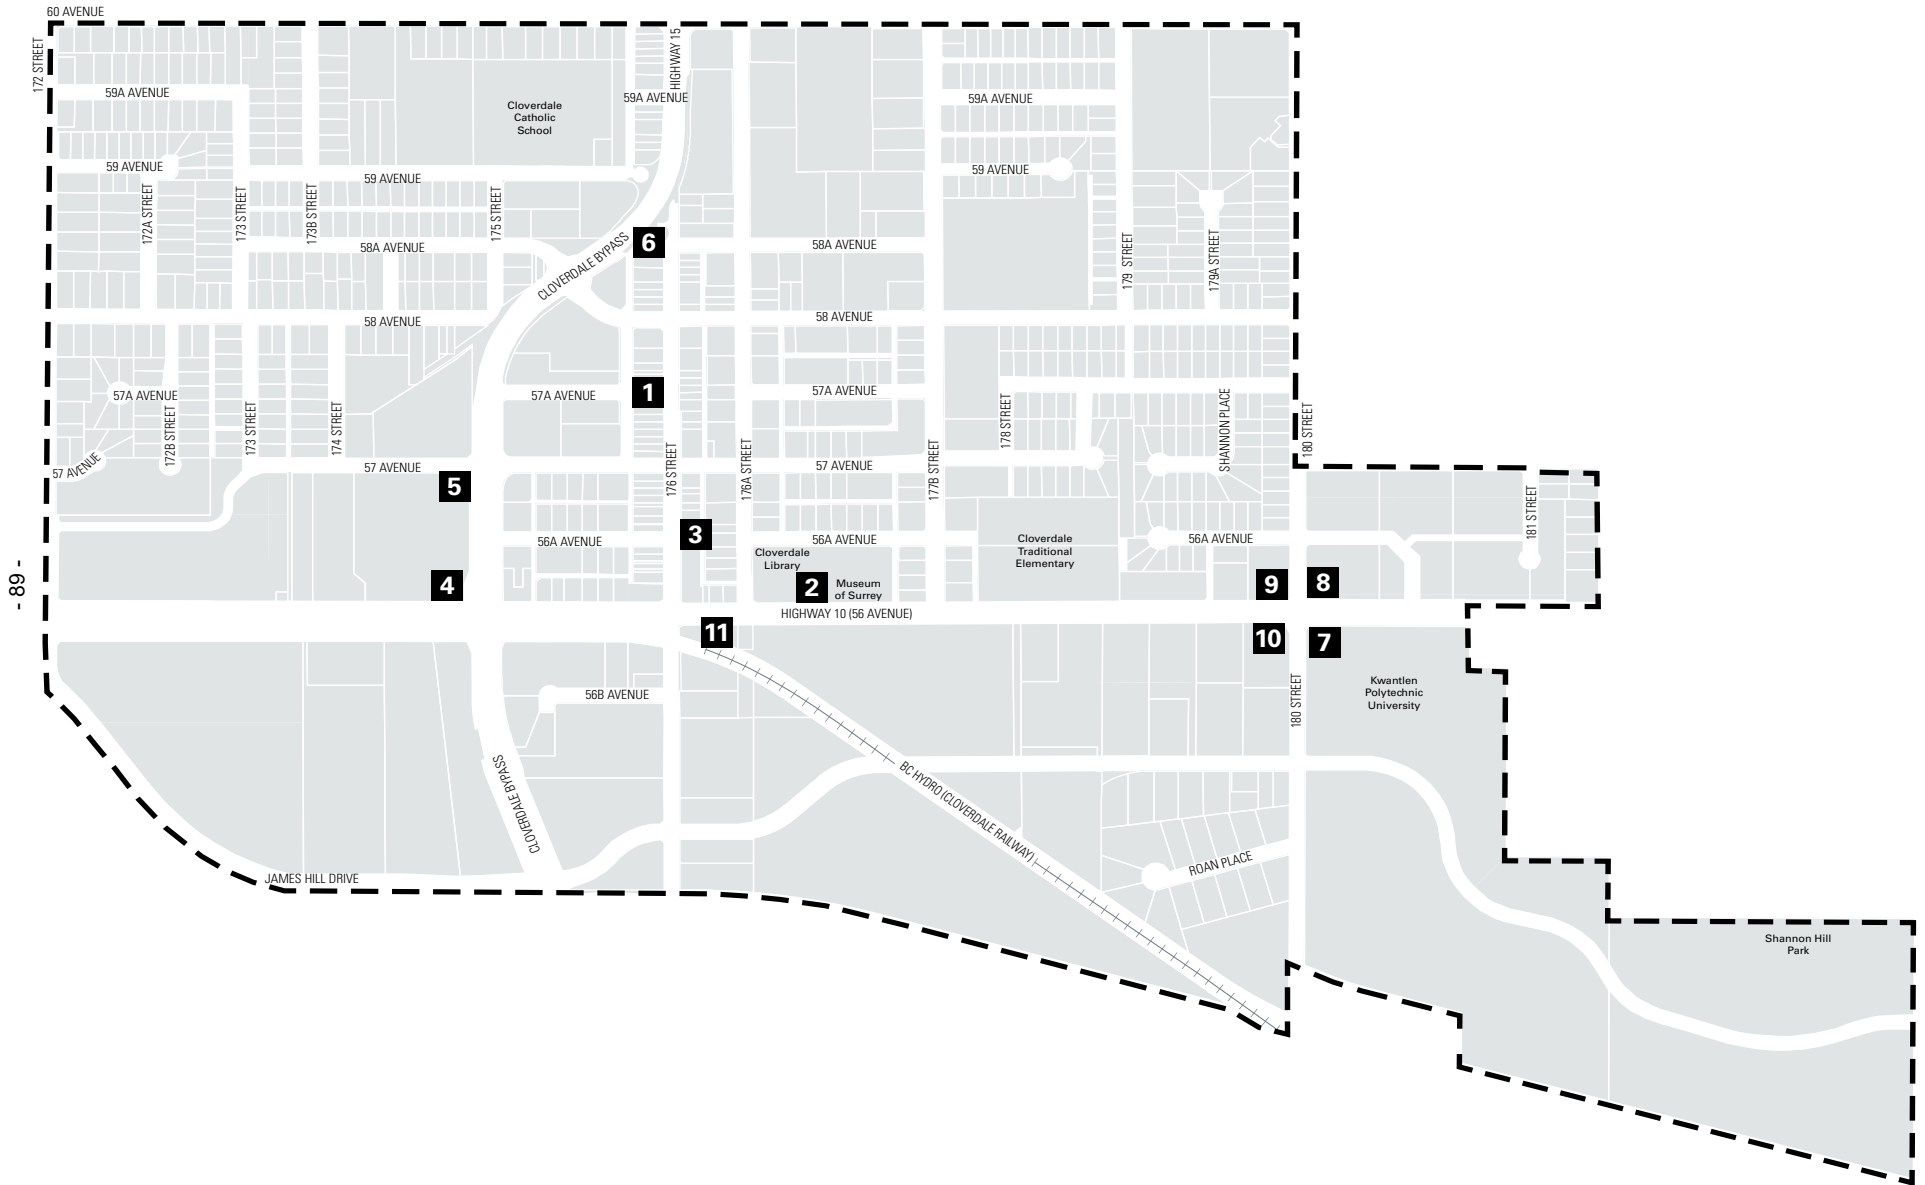 60 AVENUE
172 STREET
HIGHWAY 15
59A AVENUE
59A AVENUE
59A AVENUE
Cloverdale
Catholic
School
59 AVENUE
59 AVENUE
59 AVENUE
172A STREET
173 STREET
173B STREET
175 STREET
58A AVENUE
CLOVERDALE BYPASS
6
58A AVENUE
179 STREET
179A STREET
58 AVENUE
58 AVENUE
57A AVENUE
57A AVENUE
1
57A AVENUE
172B STREET
173 STREET
174 STREET
176 STREET
176A STREET
177B STREET
178 STREET
SHANNON PLACE
180 STREET
57 AVENUE
57 AVENUE
57 AVENUE
5
181 STREET
3
56A AVENUE
56A AVENUE
56A AVENUE
Cloverdale
Library
Cloverdale
Traditional
Elementary
- 89 -
4
2
Museum
of Surrey
9
8
HIGHWAY 10 (56 AVENUE)
11
10
7
56B AVENUE
180 STREET
Kwantlen
Polytechnic
University
CLOVERDALE BYPASS
BC HYDRO (CLOVERDALE RAILWAY)
ROAN PLACE
JAMES HILL DRIVE
Shannon Hill
Park